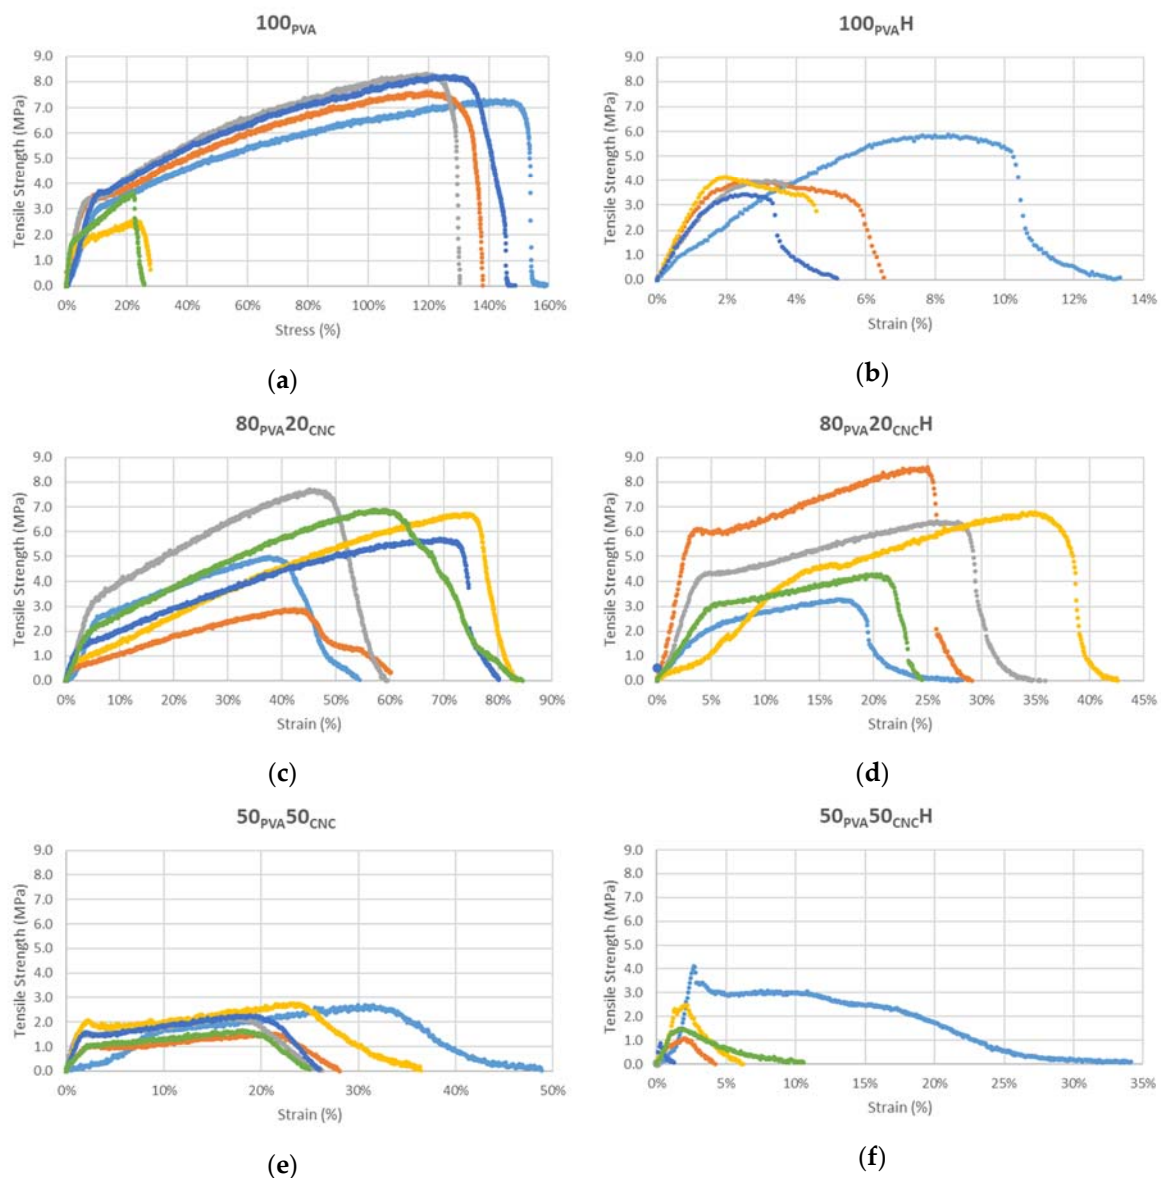 100PVA
9.0
8.0
7.0
6.0
5.0
4.0
3.0
2.0
1.0
0.0
Tensile Strength (MPa)
0% 20% 40% 60% 80% 100% 120% 140% 160%
Stress (%)
(a)
100PVAH
9.0
8.0
7.0
6.0
5.0
4.0
3.0
2.0
1.0
0.0
Tensile Strength (MPa)
0% 2% 4% 6% 8% 10% 12% 14%
Strain (%)
(b)
80PVA20CNC
9.0
8.0
7.0
6.0
5.0
4.0
3.0
2.0
1.0
0.0
Tensile Strength (MPa)
0% 10% 20% 30% 40% 50% 60% 70% 80% 90%
Strain (%)
(c)
80PVA20CNCH
9.0
8.0
7.0
6.0
5.0
4.0
3.0
2.0
1.0
0.0
Tensile Strength (MPa)
0% 5% 10% 15% 20% 25% 30% 35% 40% 45%
Strain (%)
(d)
50PVA50CNC
9.0
8.0
7.0
6.0
5.0
4.0
3.0
2.0
1.0
0.0
Tensile Strength (MPa)
0% 10% 20% 30% 40% 50%
Strain (%)
(e)
50PVA50CNCH
9.0
8.0
7.0
6.0
5.0
4.0
3.0
2.0
1.0
0.0
Tensile Strength (MPa)
0% 5% 10% 15% 20% 25% 30% 35%
Strain (%)
(f)